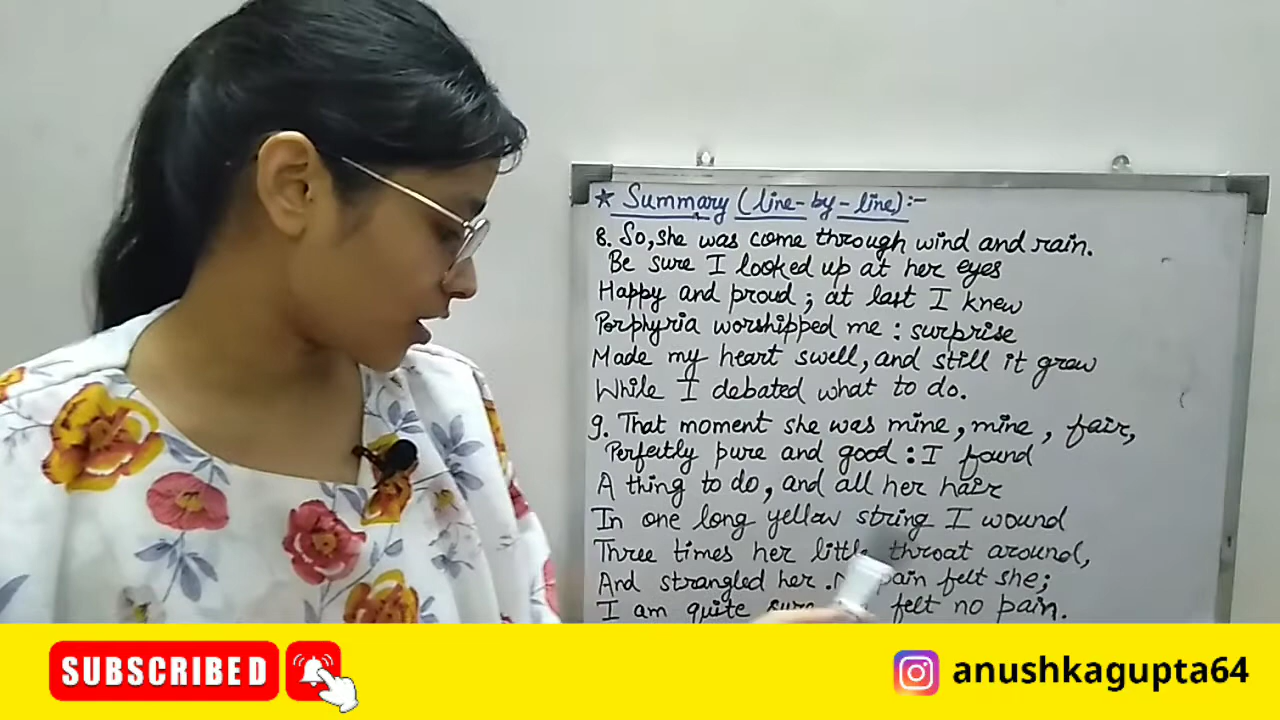 ★ Summary (line-by-line):-
8. So, she was come through wind and rain.
Be sure I looked up at her eyes
Happy and proud; at last I knew
Porphyria worshipped me : surprise
Made my heart swell, and still it grew
While I debated what to do.
9. That moment she was mine, mine, fair,
Perfectly pure and good : I found
A thing to do, and all her hair
In one long yellow string I wound
Three times her little throat around,
And strangled her. pain felt she;
I am quite felt no pain.
SUBSCRIBED
anushkagupta64